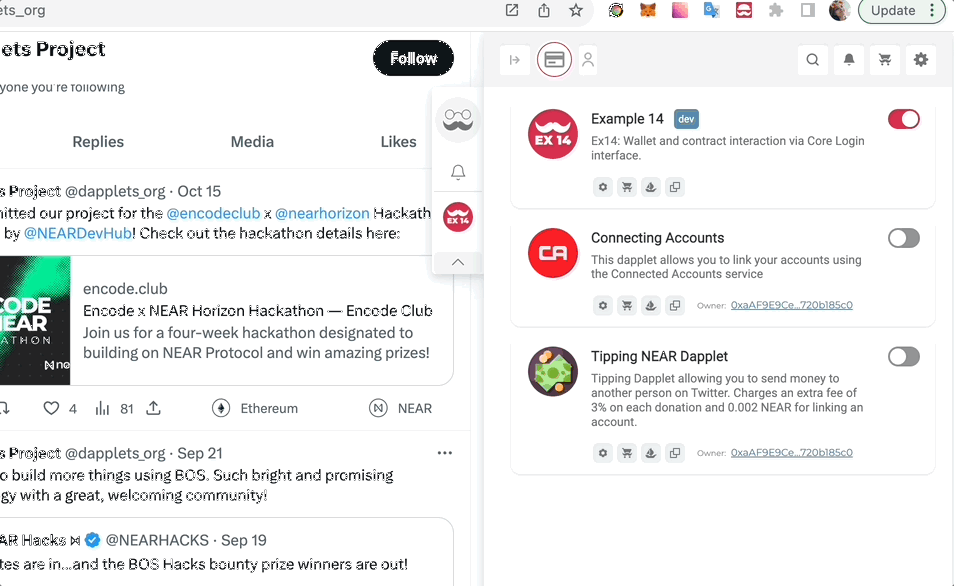 ets_org
Update
ets Project
Follow
yone you're following
Replies
Media
Likes
s Project @dapplets_org · Oct 15
nitted our project for the @encodeclub x @nearhorizon Hackath
by @NEARDevHub! Check out the hackathon details here:
CODE
NEAR
ATHON
encode.club
Encode x NEAR Horizon Hackathon — Encode Club
Join us for a four-week hackathon designated to
building on NEAR Protocol and win amazing prizes!
4
81
Ethereum
NEAR
s Project @dapplets_org · Sep 21
o build more things using BOS. Such bright and promising
gy with a great, welcoming community!
AR Hacks @NEARHACKS · Sep 19
tes are in...and the BOS Hacks bounty prize winners are out!
EX 14
EX 14
Example 14
dev
Ex14: Wallet and contract interaction via Core Login
interface.
CA
Connecting Accounts
This dapplet allows you to link your accounts using
the Connected Accounts service
Owner: 0xaAF9E9Ce...720b185c0
Tipping NEAR Dapplet
Tipping Dapplet allowing you to send money to
another person on Twitter. Charges an extra fee of
3% on each donation and 0.002 NEAR for linking an
account.
Owner: 0xaAF9E9Ce...720b185c0